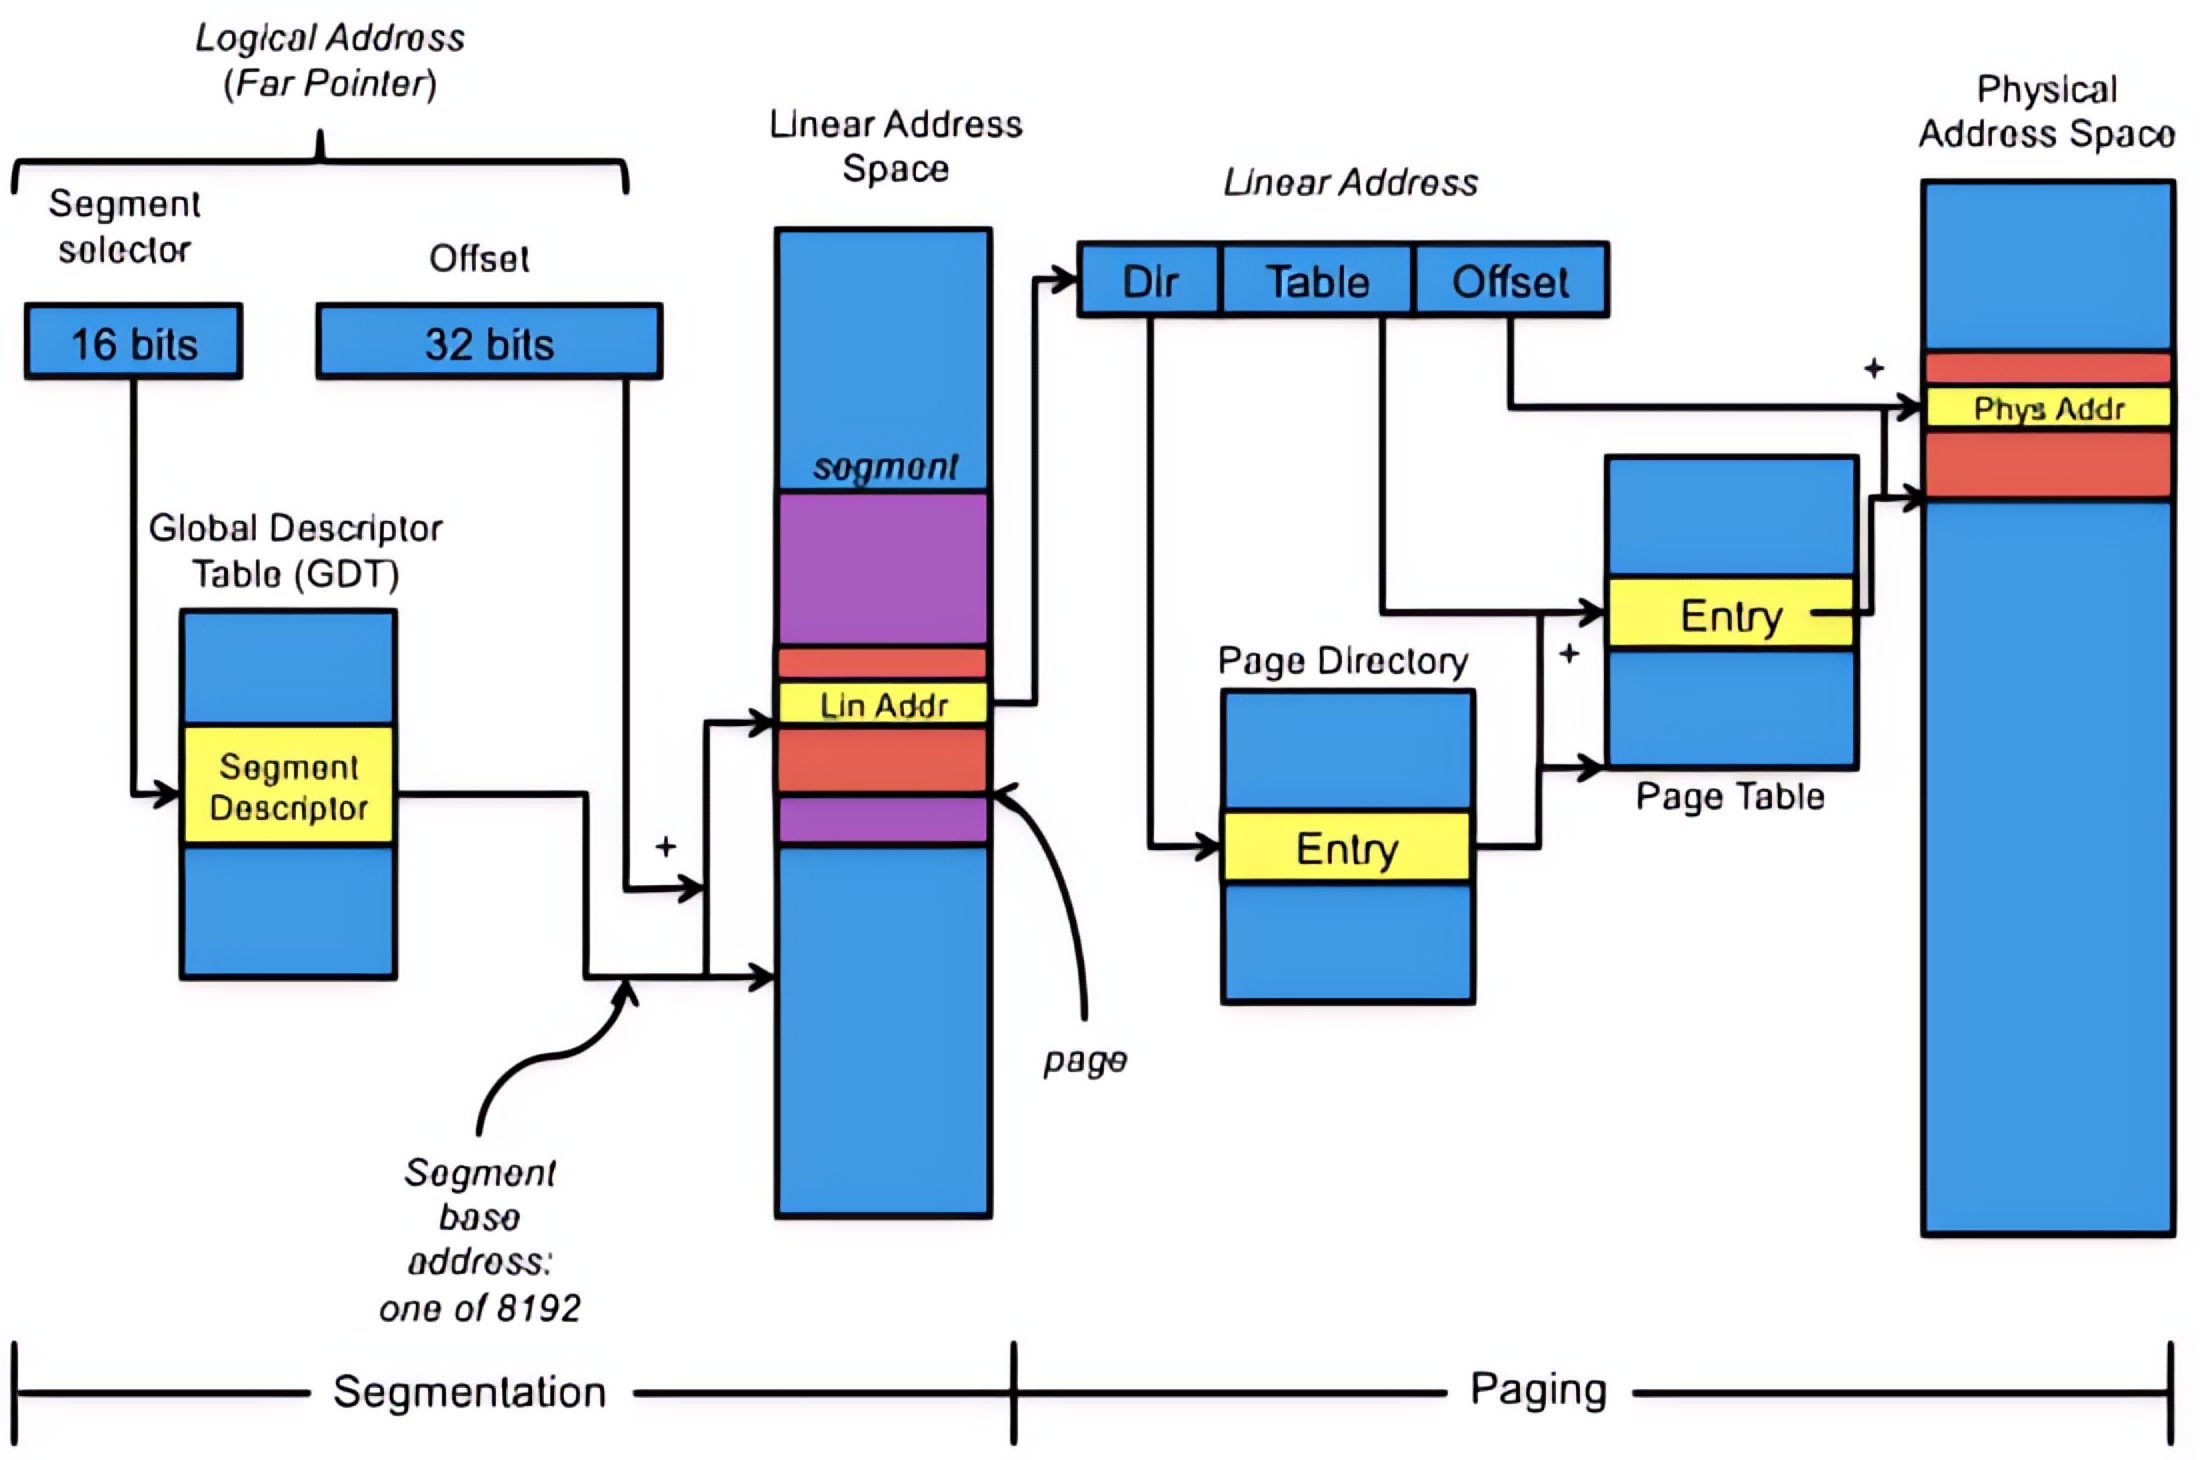 Logical Address
(Far Pointer)
Segment
selector
Offset
16 bits
32 bits
Global Descriptor
Table (GDT)
Segment
Descriptor
+
Segment
base
address:
one of 8192
Linear Address
Space
segment
Lin Addr
page
Linear Address
Dir
Table
Offset
Page Directory
Entry
+
Entry
Page Table
+
Physical
Address Space
Phys Addr
Segmentation
Paging